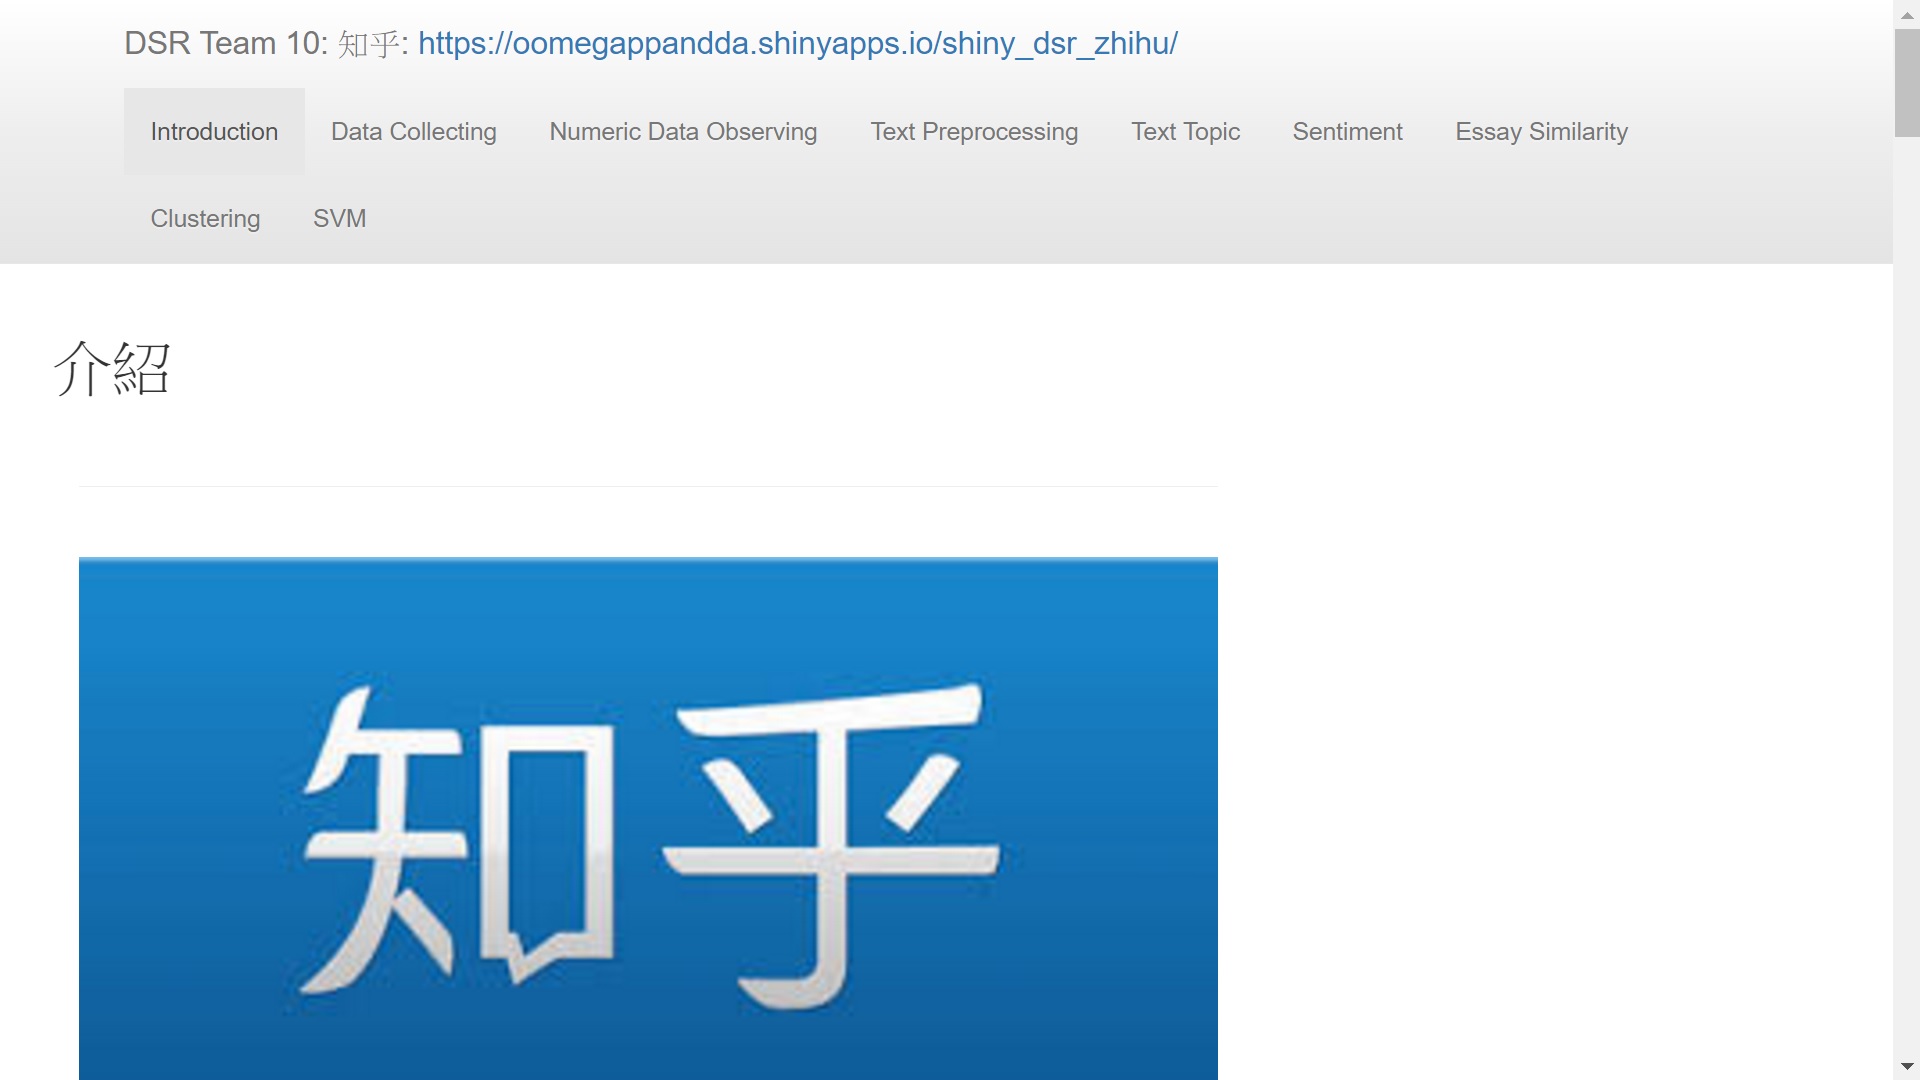 DSR Team 10: 知乎: https://oomegappandda.shinyapps.io/shiny_dsr_zhihu/
Introduction Data Collecting Numeric Data Observing Text Preprocessing Text Topic Sentiment Essay Similarity
Clustering SVM
介紹
知乎